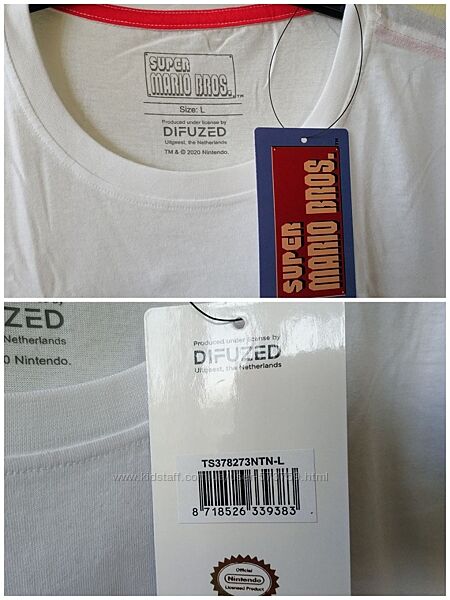 SUPER
MARIO BROS.
TM
Size: L
Produced under license by
DIFUZED
Uitgeest, the Netherlands
TM & © 2020 Nintendo.
SUPER
MARIO BROS.
TM
ZED
Netherlands
0 Nintendo.
Produced under license by
DIFUZED
Uitgeest, the Netherlands
TS378273NTN-L
8 718526 339383
Official
Nintendo
Licensed Product